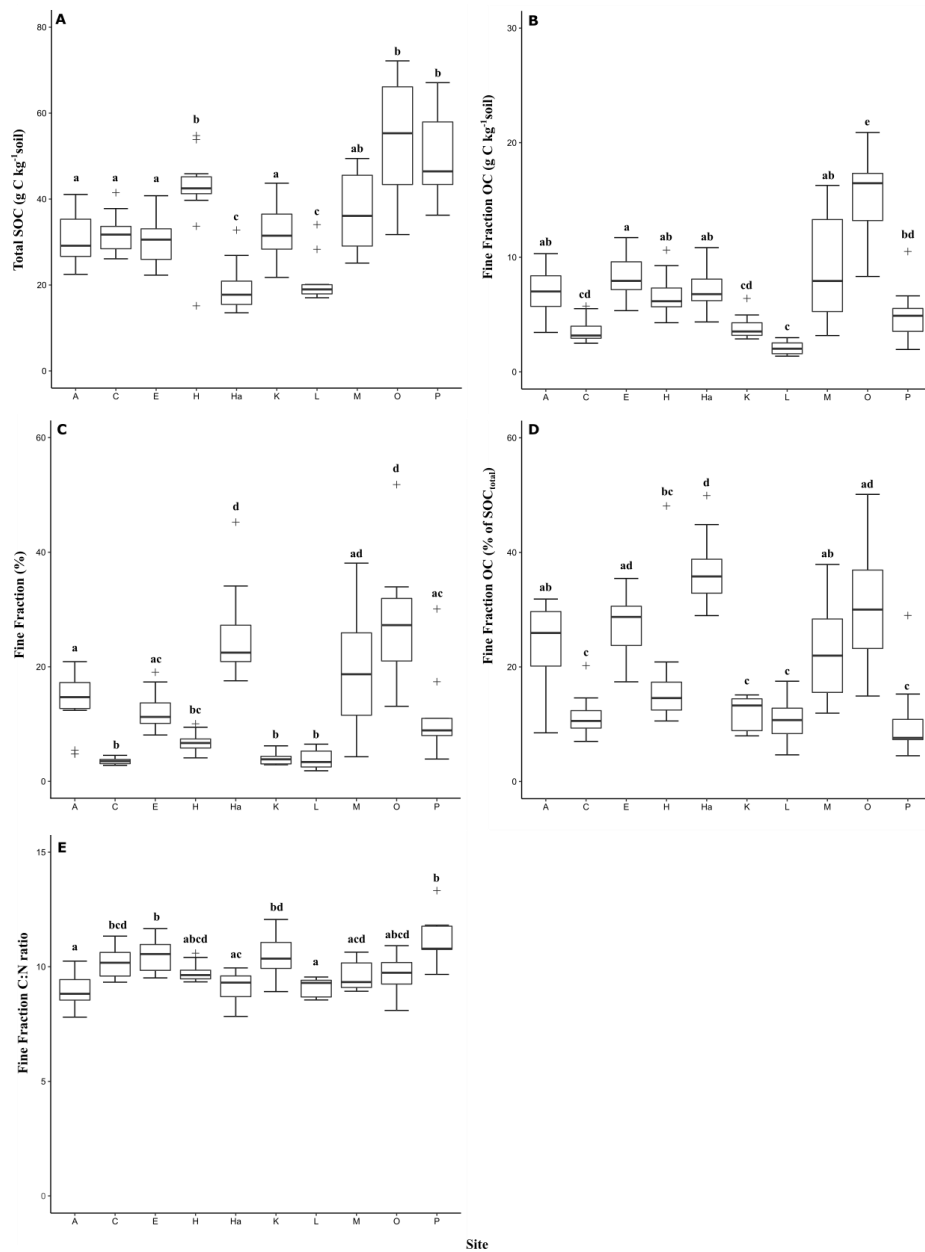 A
Total SOC (g C kg⁻¹soil)
80
60
40
20
0
a
a
a
b
c
a
c
ab
b
b
A
C
E
H
Ha
K
L
M
O
P
B
Fine Fraction OC (g C kg⁻¹soil)
30
20
10
0
ab
cd
a
ab
ab
cd
c
ab
e
bd
A
C
E
H
Ha
K
L
M
O
P
C
Fine Fraction (%)
60
40
20
0
a
b
ac
bc
d
b
b
ad
d
ac
A
C
E
H
Ha
K
L
M
O
P
D
Fine Fraction OC (% of SOCtotal)
60
40
20
0
ab
c
ad
bc
d
c
c
ab
ad
c
A
C
E
H
Ha
K
L
M
O
P
E
Fine Fraction C:N ratio
15
10
5
0
a
bcd
b
abcd
ac
bd
a
acd
abcd
b
A
C
E
H
Ha
K
L
M
O
P
Site